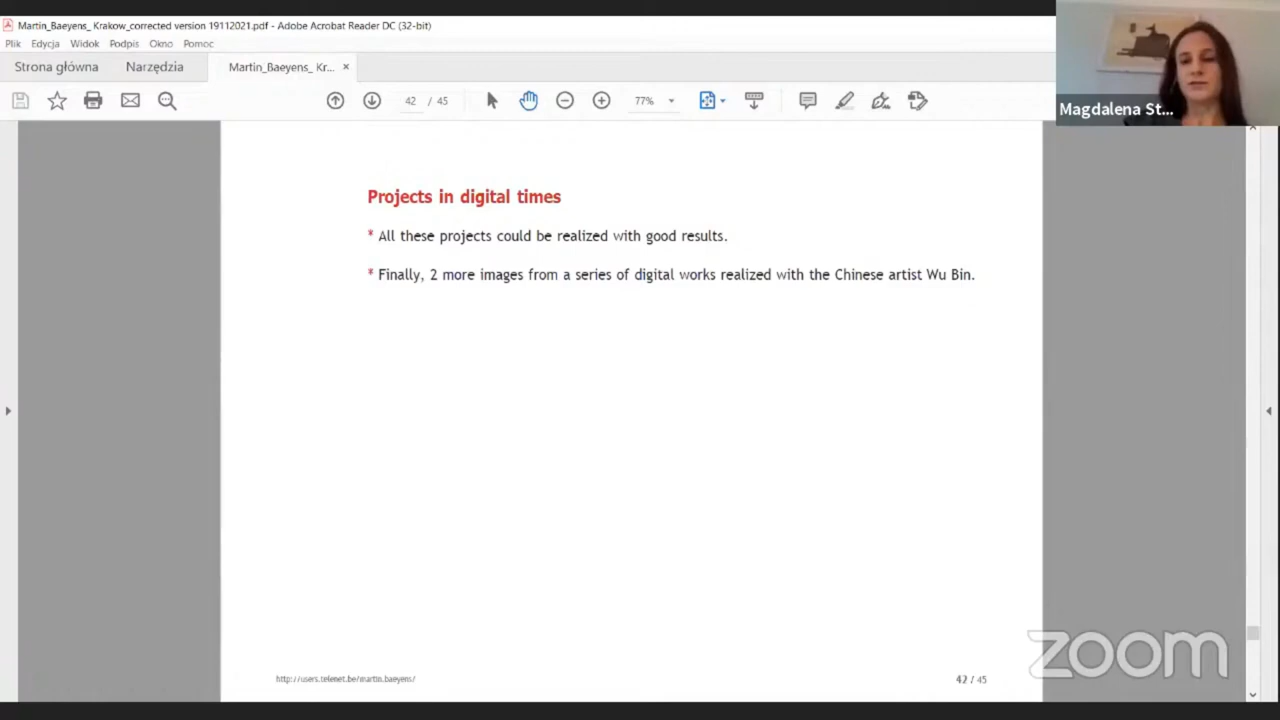 Martin_Baeyens_ Krakow_corrected version 19112021.pdf - Adobe Acrobat Reader DC (32-bit)
Plik Edycja Widok Podpis Okno Pomoc
Strona główna Narzędzia Martin_Baeyens_ Kr... ×
42 / 45 77%
Magdalena St...
Projects in digital times
* All these projects could be realized with good results.
* Finally, 2 more images from a series of digital works realized with the Chinese artist Wu Bin.
http://users.telenet.be/martin.baeyens/
42 / 45
zoom